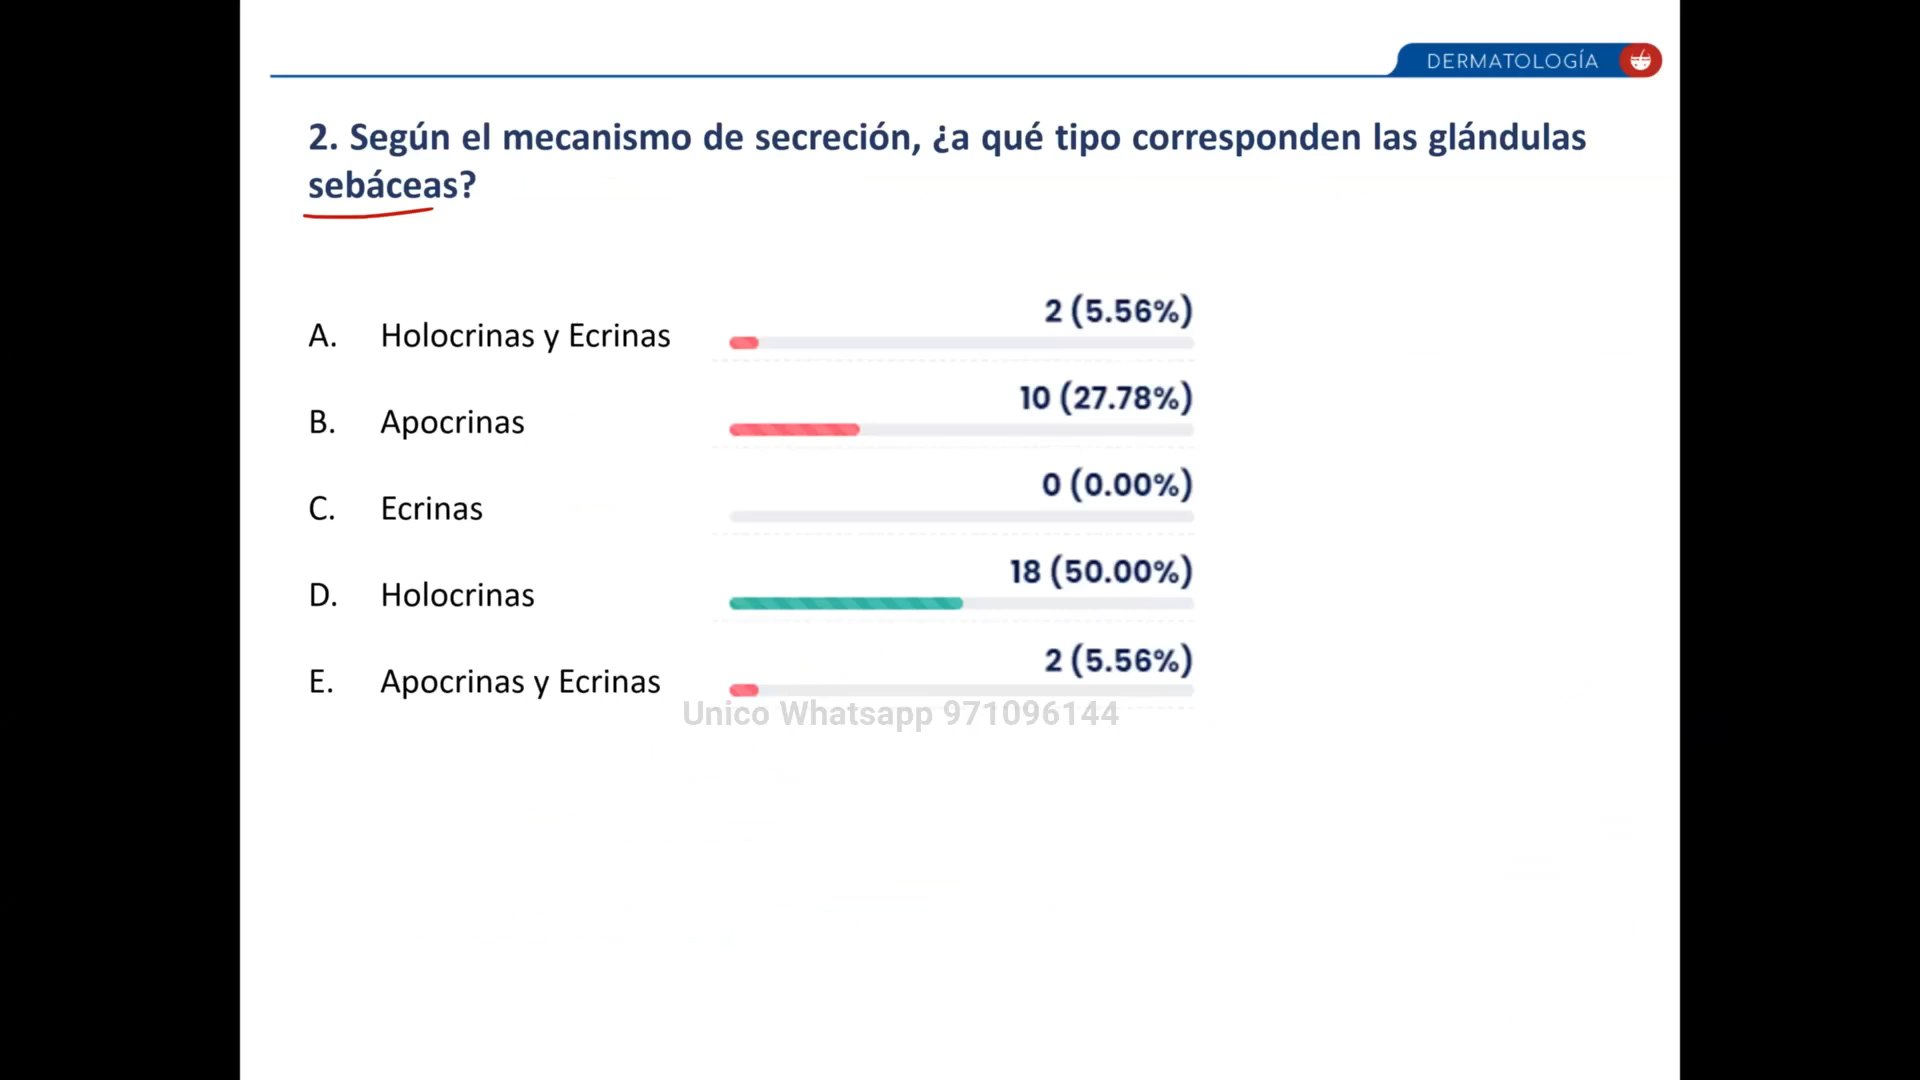 DERMATOLOGÍA
2. Según el mecanismo de secreción, ¿a qué tipo corresponden las glándulas
sebáceas?
A. Holocrinas y Ecrinas 2 (5.56%)
B. Apocrinas 10 (27.78%)
C. Ecrinas 0 (0.00%)
D. Holocrinas 18 (50.00%)
E. Apocrinas y Ecrinas 2 (5.56%)
Unico Whatsapp 971096144